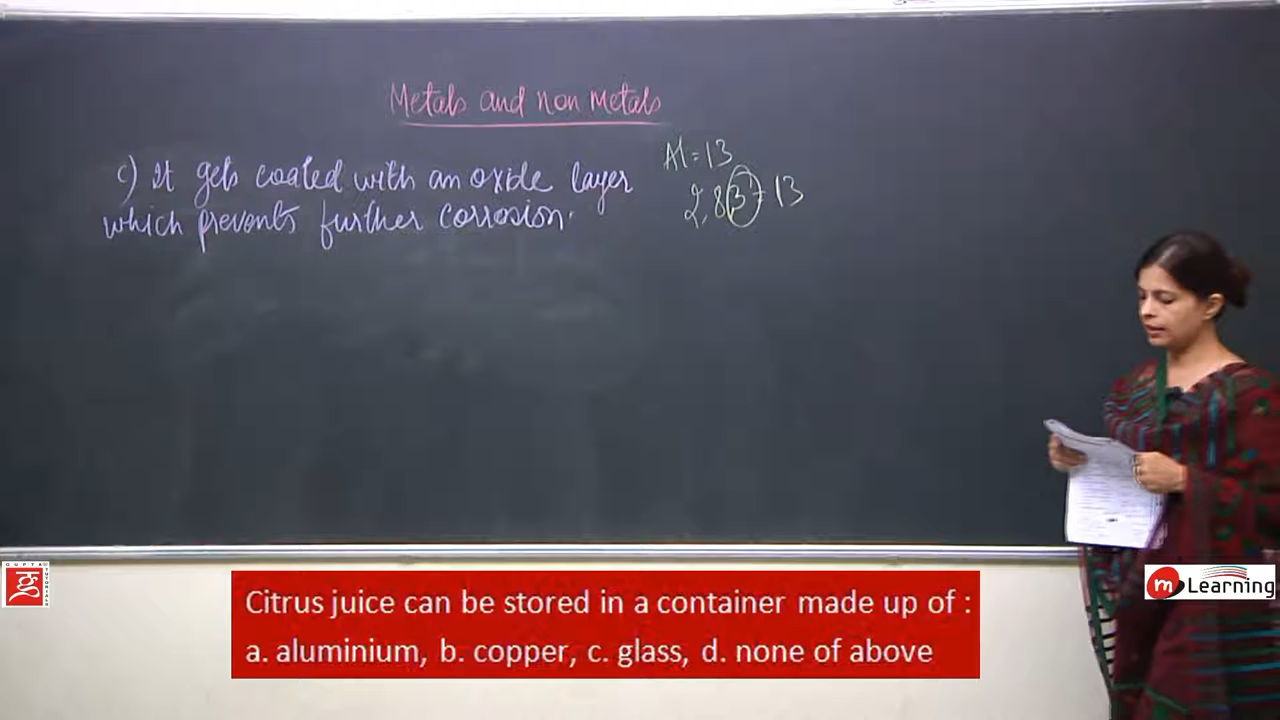 Metals and non Metals
c) It gets coated with an oxide layer
which prevents further corrosion.
Al = 13
2,8,3 = 13
GUPTA TUTORIALS
m Learning
Citrus juice can be stored in a container made up of :
a. aluminium, b. copper, c. glass, d. none of above